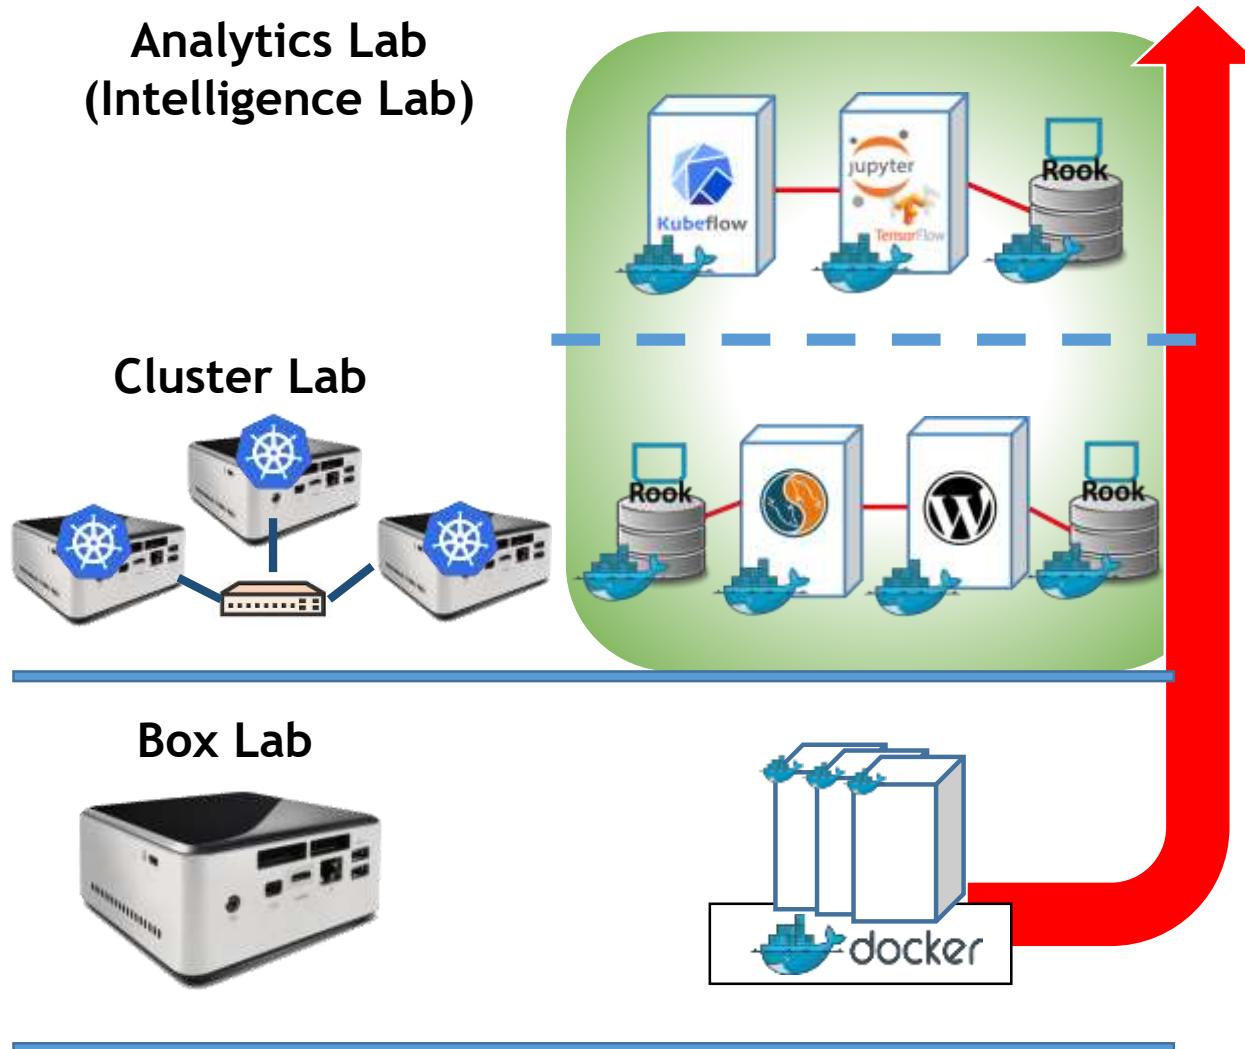 Analytics Lab
(Intelligence Lab)
Kubeflow
jupyter
TensorFlow
Rook
Cluster Lab
Rook
W
Rook
Box Lab
docker